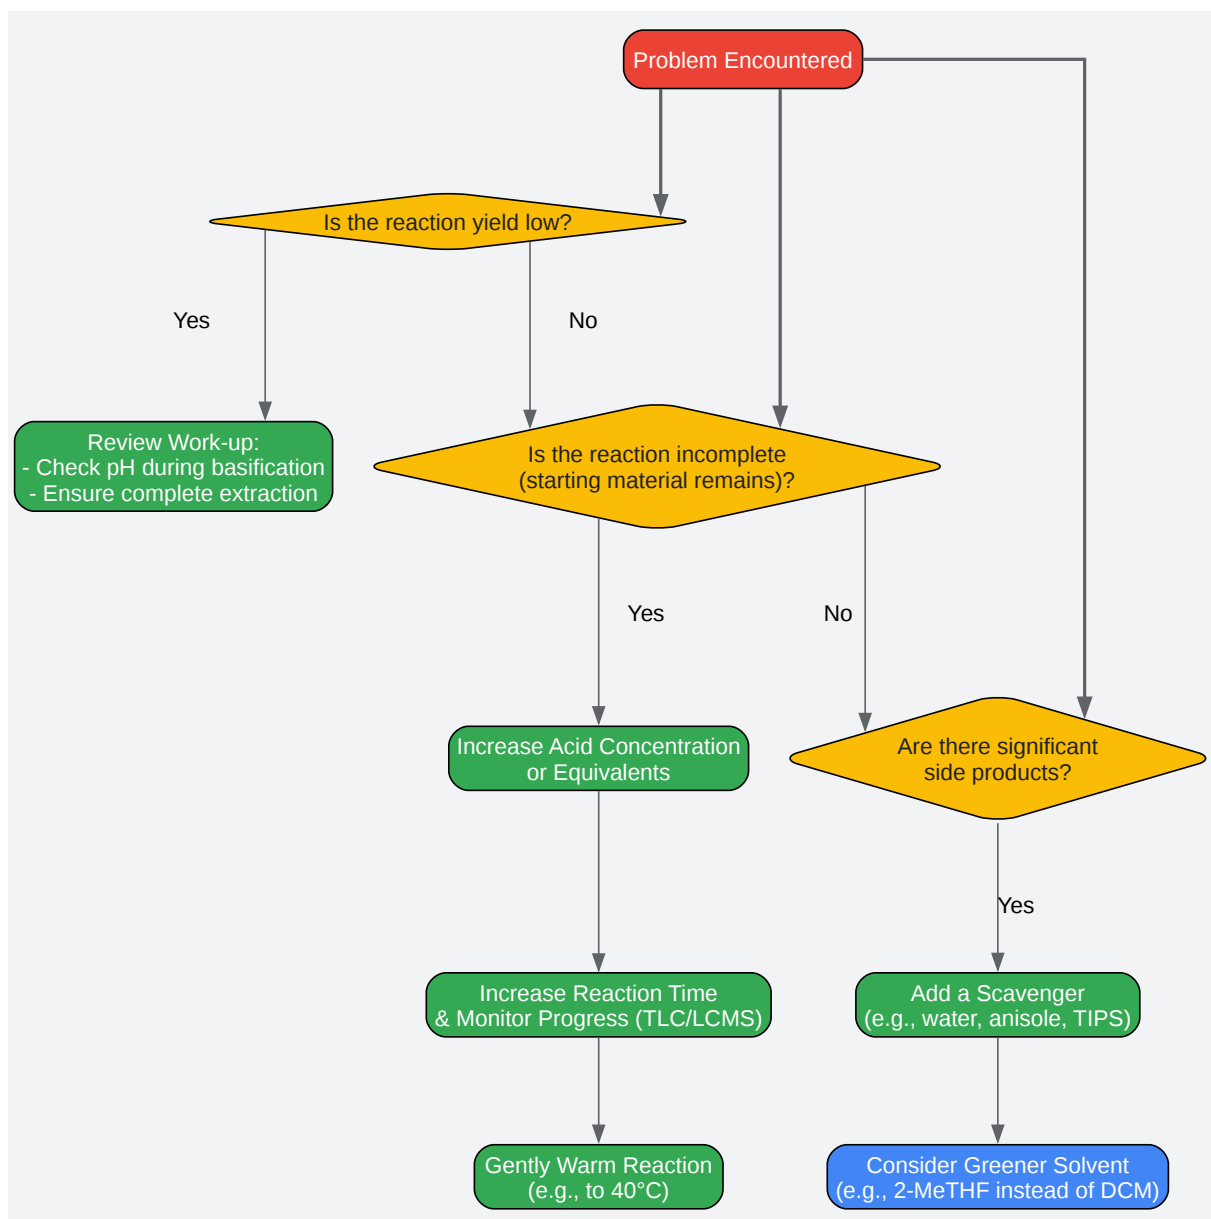 Problem Encountered
Is the reaction yield low?
Yes
No
Review Work-up:
- Check pH during basification
- Ensure complete extraction
Is the reaction incomplete
(starting material remains)?
Yes
No
Increase Acid Concentration
or Equivalents
Are there significant
side products?
Yes
Increase Reaction Time
& Monitor Progress (TLC/LCMS)
Add a Scavenger
(e.g., water, anisole, TIPS)
Gently Warm Reaction
(e.g., to 40°C)
Consider Greener Solvent
(e.g., 2-MeTHF instead of DCM)